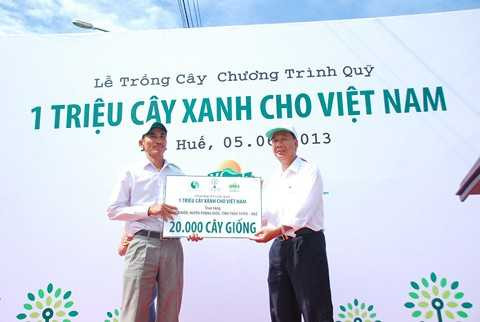 Lễ Trồng Cây Chương Trình Quỹ
1 TRIỆU CÂY XANH CHO VIỆT NAM
Huế, 05.0 013
1 TRIỆU CÂY XANH CHO VIỆT NAM
20.000 CÂY GIỐNG